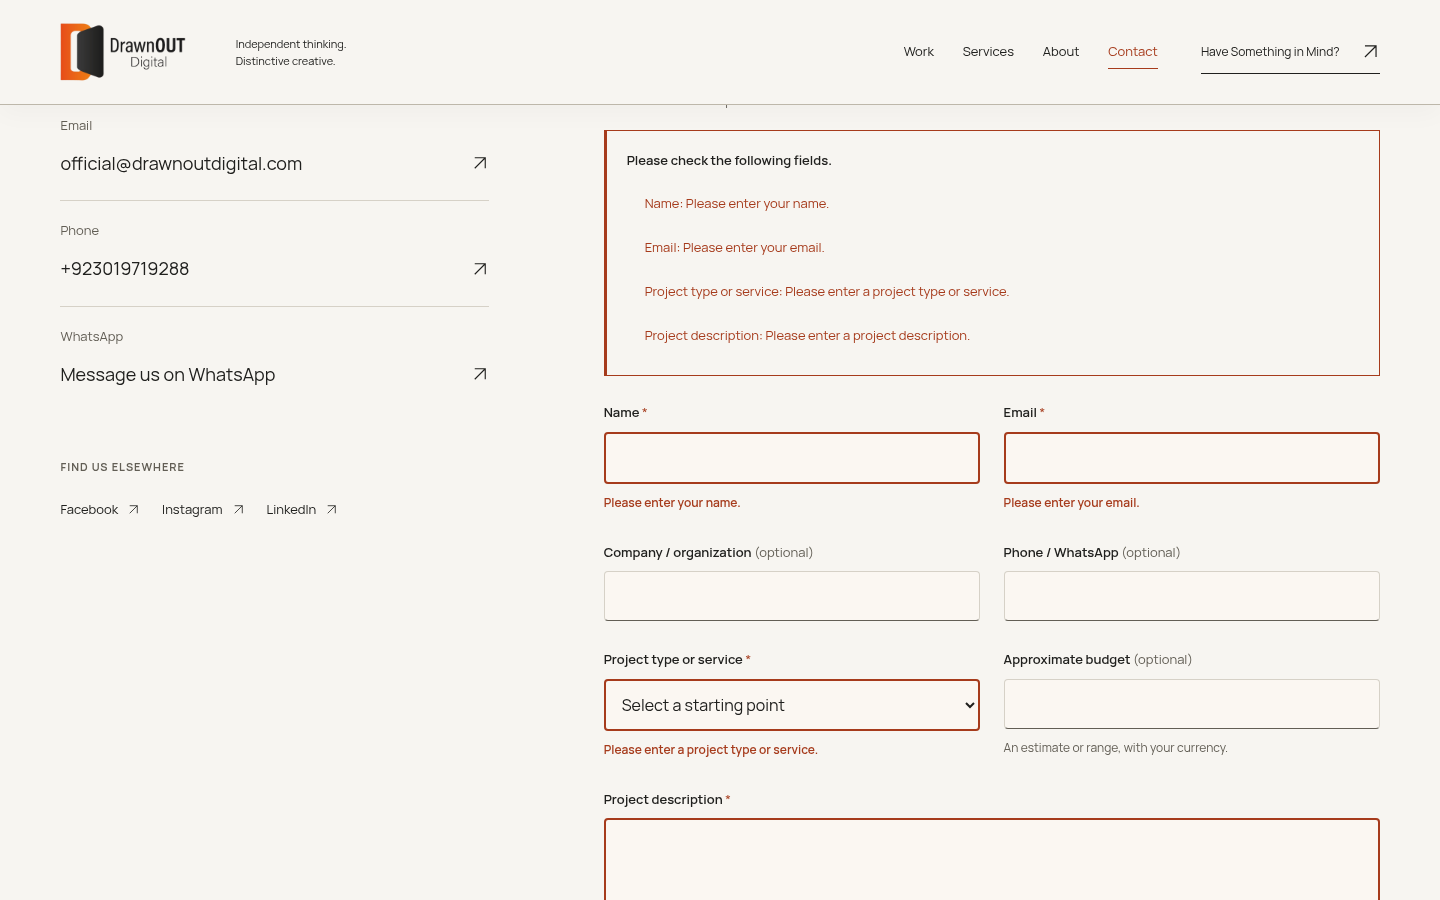 DrawnOUT
Digital
Independent thinking.
Distinctive creative.
Work
Services
About
Contact
Have Something in Mind?
Email
official@drawnoutdigital.com
Phone
+923019719288
WhatsApp
Message us on WhatsApp
FIND US ELSEWHERE
Facebook
Instagram
LinkedIn
Please check the following fields.
Name: Please enter your name.
Email: Please enter your email.
Project type or service: Please enter a project type or service.
Project description: Please enter a project description.
Name *
Email *
Please enter your name.
Please enter your email.
Company / organization (optional)
Phone / WhatsApp (optional)
Project type or service *
Approximate budget (optional)
Select a starting point
Please enter a project type or service.
An estimate or range, with your currency.
Project description *